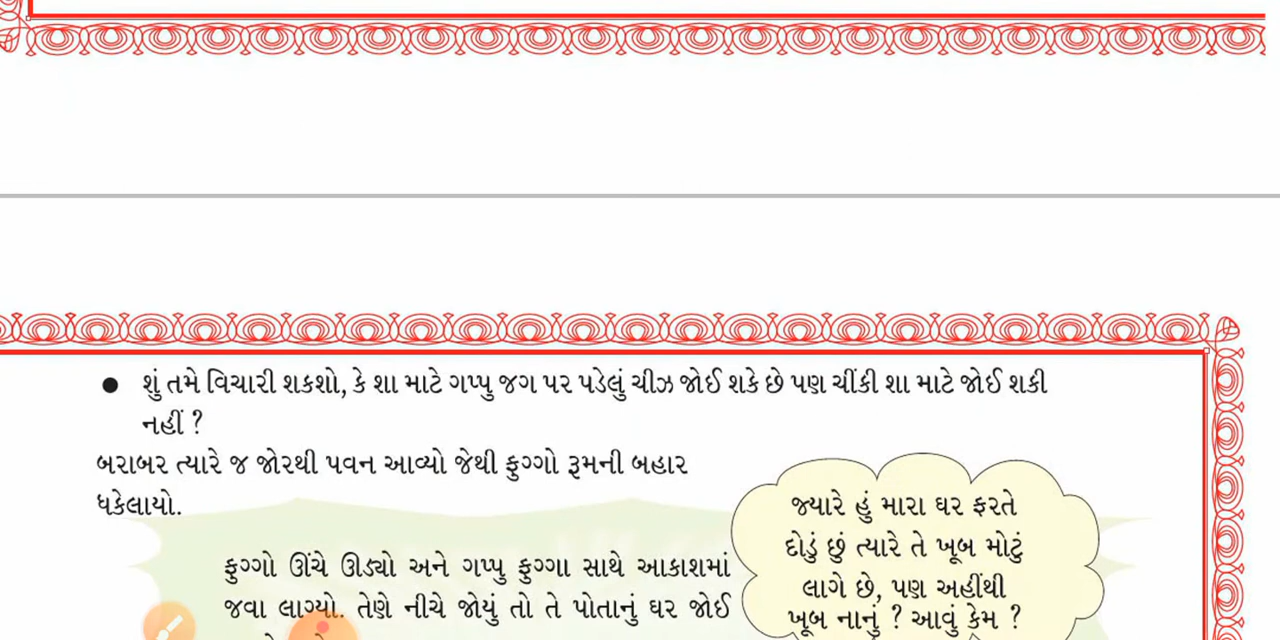 શું તમે વિચારી શકશો, કે શા માટે ગપ્પુ જગ પર પડેલું ચીઝ જોઈ શકે છે પણ ચીંકી શા માટે જોઈ શકી
નહીં ?
બરાબર ત્યારે જ જોરથી પવન આવ્યો જેથી ફુગ્ગો રૂમની બહાર
ધકેલાયો.
ફુગ્ગો ઊંચે ઊડ્યો અને ગપ્પુ ફુગ્ગા સાથે આકાશમાં
જવા લાગ્યો. તેણે નીચે જોયું તો તે પોતાનું ઘર જોઈ
જ્યારે હું મારા ઘર ફરતે
દોડું છું ત્યારે તે ખૂબ મોટું
લાગે છે, પણ અહીંથી
ખૂબ નાનું ? આવું કેમ ?